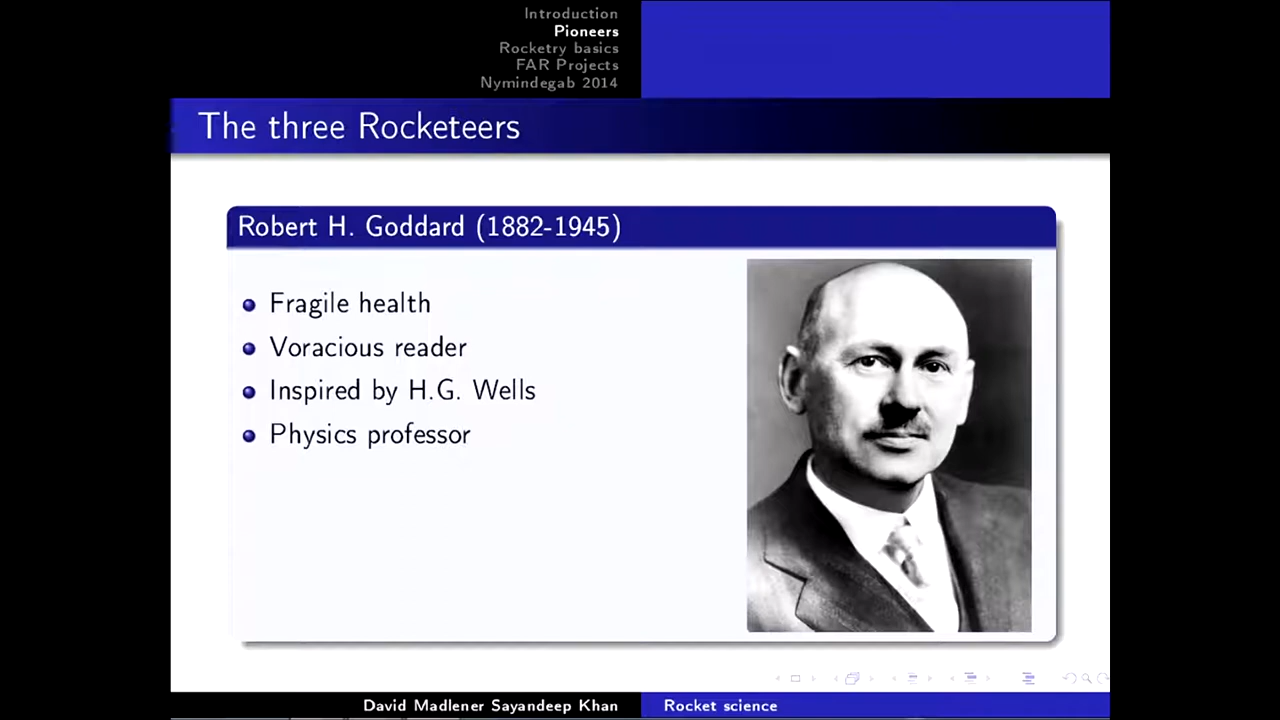 Introduction
Pioneers
Rocketry basics
FAR Projects
Nymindegab 2014
The three Rocketeers
Robert H. Goddard (1882-1945)
Fragile health
Voracious reader
Inspired by H.G. Wells
Physics professor
David Madlener Sayandeep Khan
Rocket science